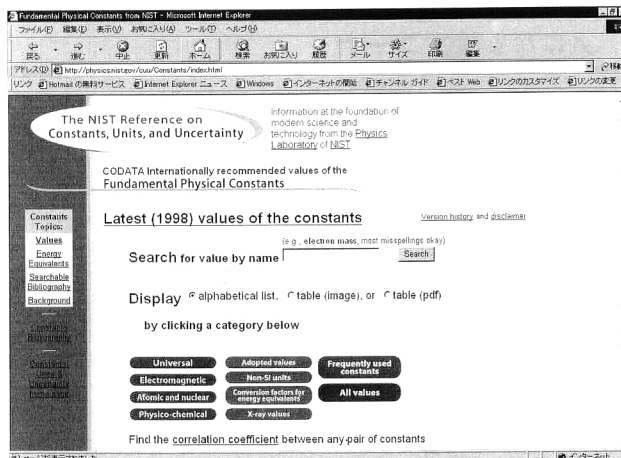 Fundamental Physical Constants from NIST - Microsoft Internet Explorer
ファイル(F) 編集(E) 表示(V) お気に入り(A) ツール(T) ヘルプ(H)
戻る 進む 中止 更新 ホーム 検索 お気に入り 履歴 メール サイズ 印刷 編集
アドレス(D) http://physics.nist.gov/cuu/Constants/index.html 移動
リンク Hotmail の無料サービス Internet Explorer ニュース Windows インターネットの開始 チャンネル ガイド ベスト Web リンクのカスタマイズ リンクの変更
The NIST Reference on
Constants, Units, and Uncertainty
Information at the foundation of
modern science and
technology from the Physics
Laboratory of NIST
CODATA Internationally recommended values of the
Fundamental Physical Constants
Constants
Topics:
Values
Energy
Equivalents
Searchable
Bibliography
Background
Constants
Bibliography
Constants,
Units &
Uncertainty
home page
Latest (1998) values of the constants
Version history and disclaimer
(e.g., electron mass, most misspellings okay)
Search for value by name Search
Display alphabetical list, table (image), or table (pdf)
by clicking a category below
Universal
Electromagnetic
Atomic and nuclear
Physico-chemical
Adopted values
Non-SI units
Conversion factors for
energy equivalents
X-ray values
Frequently used
constants
All values
Find the correlation coefficient between any pair of constants